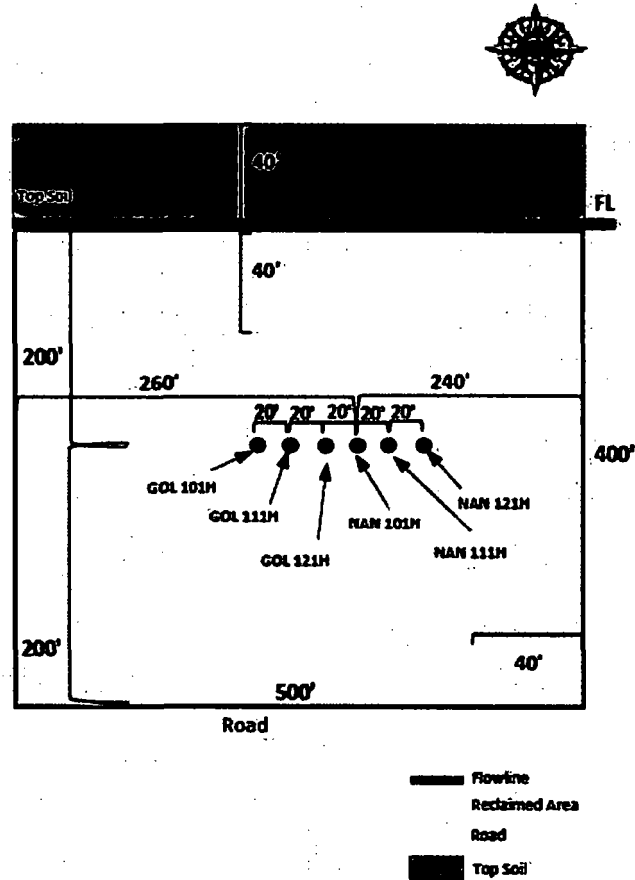 40'
Top Soil
FL
40'
200'
260' 240'
20' 20' 20' 20' 20'
400'
GOL 101H
NAN 121H
GOL 111H
NAN 101H
NAN 111H
GOL 121H
200'
40'
500'
Road
Flowline
Reclaimed Area
Road
Top Soil